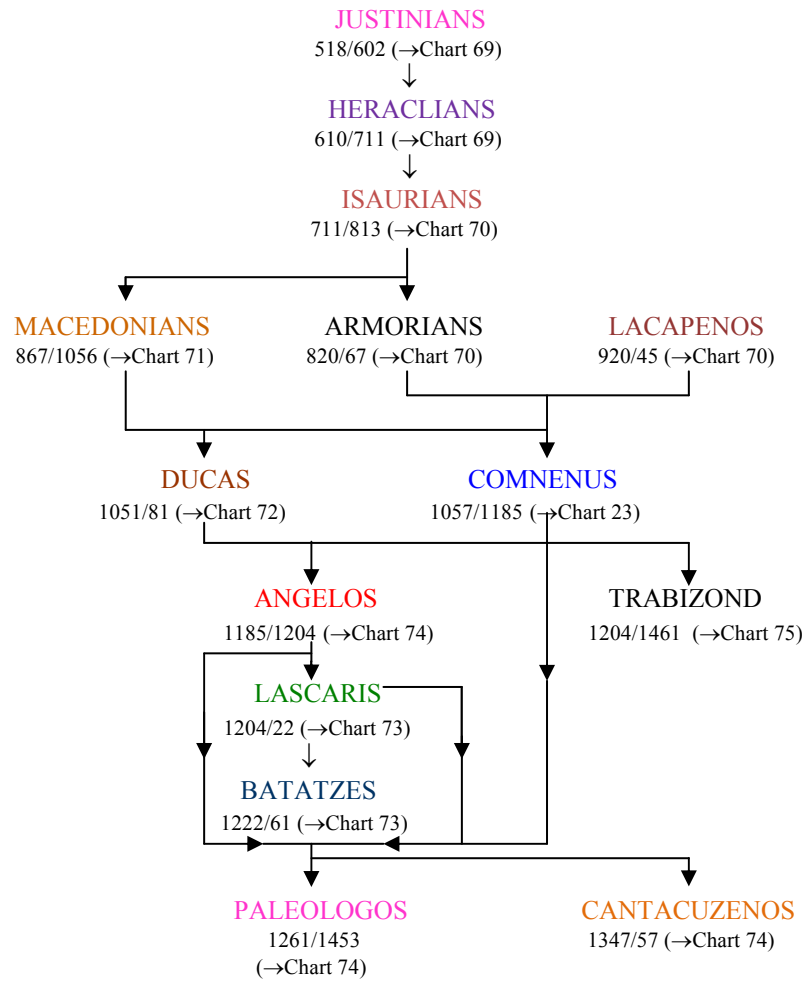 JUSTINIANS
518/602 (→Chart 69)
↓
HERACLIANS
610/711 (→Chart 69)
↓
ISAURIANS
711/813 (→Chart 70)
MACEDONIANS
867/1056 (→Chart 71)
ARMORIANS
820/67 (→Chart 70)
LACAPENOS
920/45 (→Chart 70)
DUCAS
1051/81 (→Chart 72)
COMNENUS
1057/1185 (→Chart 23)
ANGELOS
1185/1204 (→Chart 74)
TRABIZOND
1204/1461 (→Chart 75)
LASCARIS
1204/22 (→Chart 73)
↓
BATATZES
1222/61 (→Chart 73)
PALEOLOGOS
1261/1453
(→Chart 74)
CANTACUZENOS
1347/57 (→Chart 74)